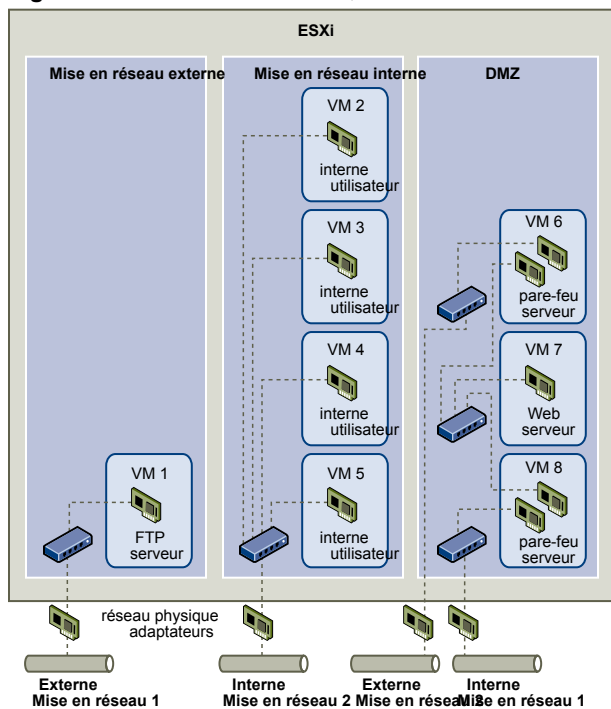 ESXi
Mise en réseau externe
Mise en réseau interne
DMZ
VM 2
interne
utilisateur
VM 3
interne
utilisateur
VM 4
interne
utilisateur
VM 5
interne
utilisateur
VM 6
pare-feu
serveur
VM 7
Web
serveur
VM 8
pare-feu
serveur
VM 1
FTP
serveur
réseau physique
adaptateurs
Externe
Mise en réseau 1
Interne
Mise en réseau 2
Externe
Mise en réseau 2
Interne
Mise en réseau 1